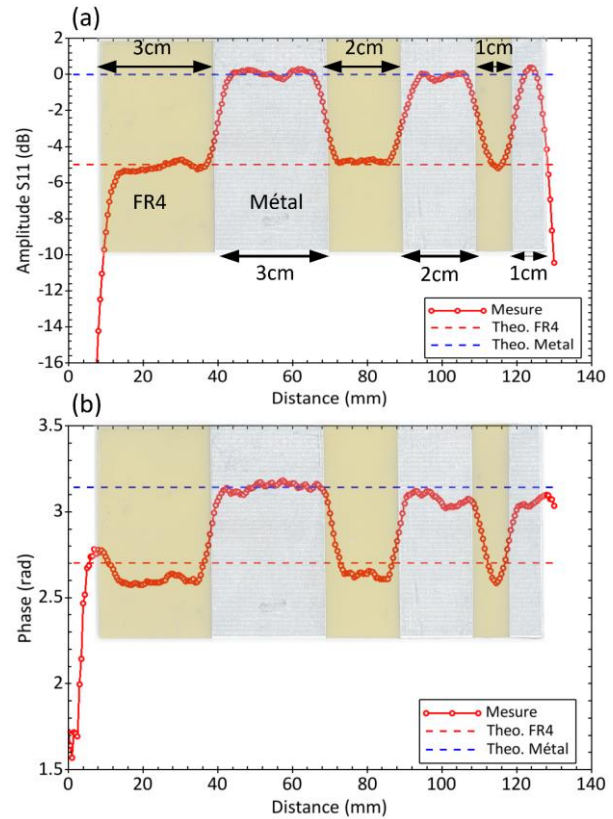 (a)
3cm
2cm
1cm
2
0
-2
-4
-6
-8
-10
-12
-14
-16
Amplitude S11 (dB)
FR4
Métal
3cm
2cm
1cm
Mesure
Theo. FR4
Theo. Metal
0 20 40 60 80 100 120 140
Distance (mm)
(b)
3.5
3
2.5
2
1.5
Phase (rad)
Mesure
Theo. FR4
Theo. Métal
0 20 40 60 80 100 120 140
Distance (mm)